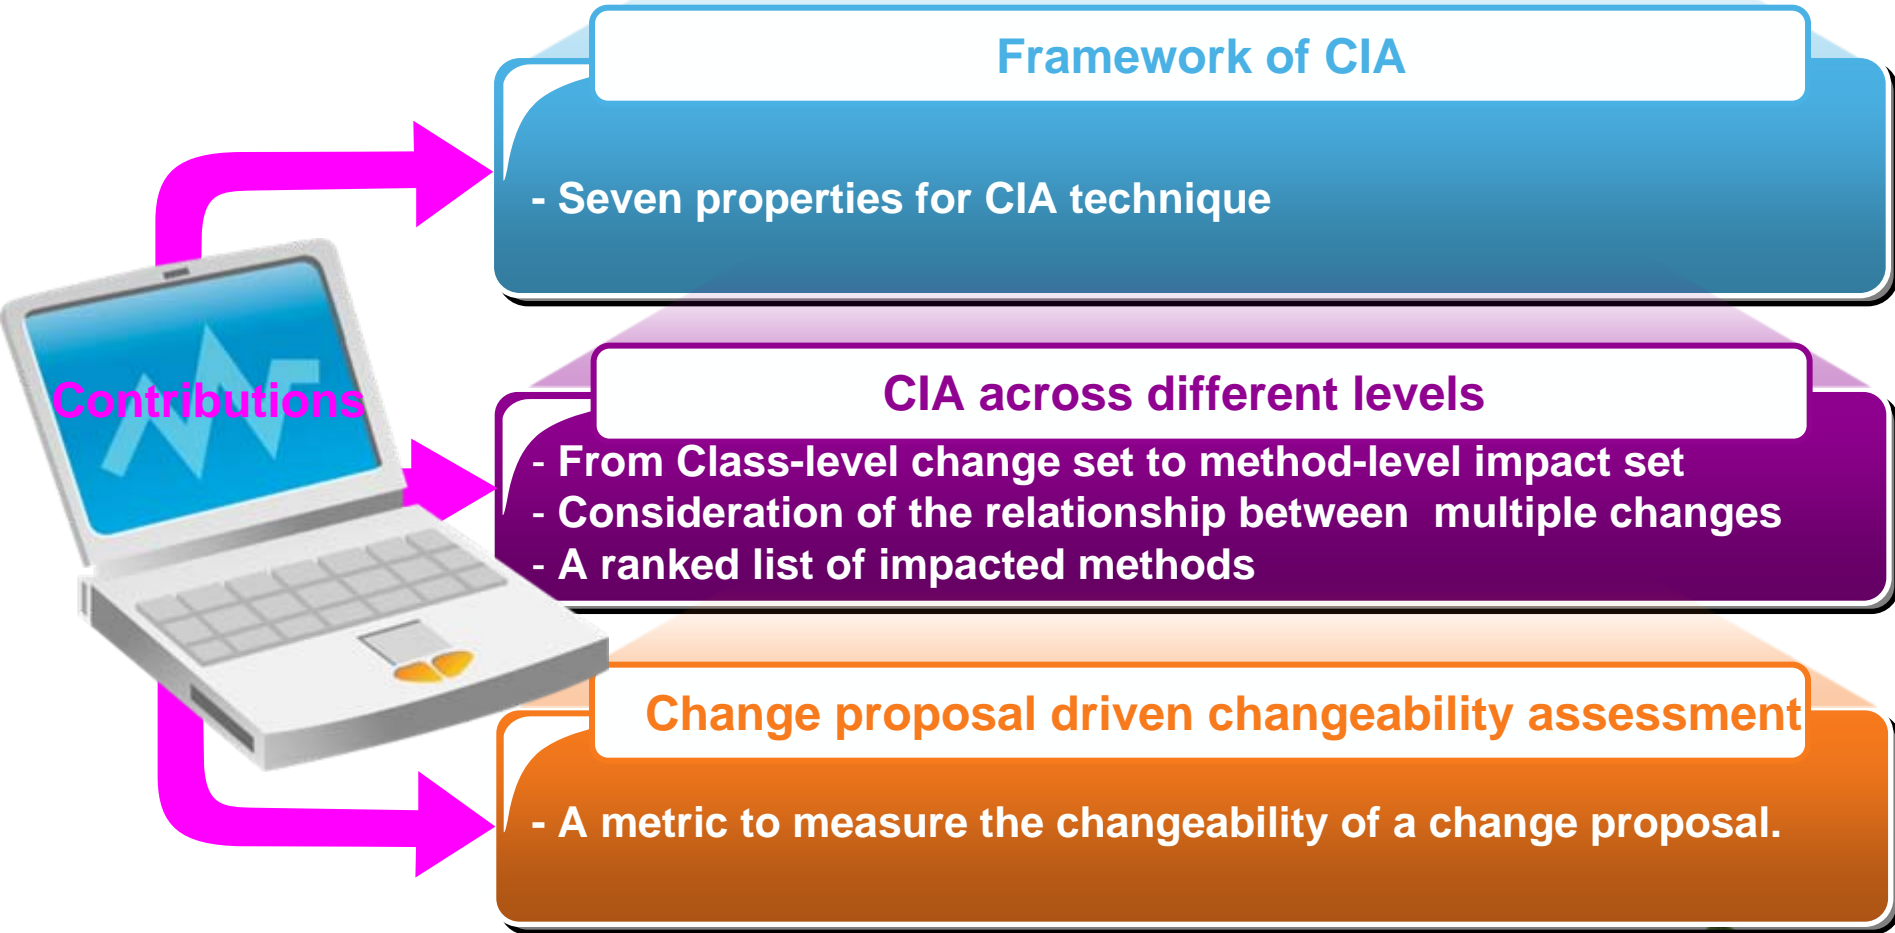 Framework of CIA
- Seven properties for CIA technique
Contributions
CIA across different levels
- From Class-level change set to method-level impact set
- Consideration of the relationship between  multiple changes
- A ranked list of impacted methods
Change proposal driven changeability assessment
- A metric to measure the changeability of a change proposal.